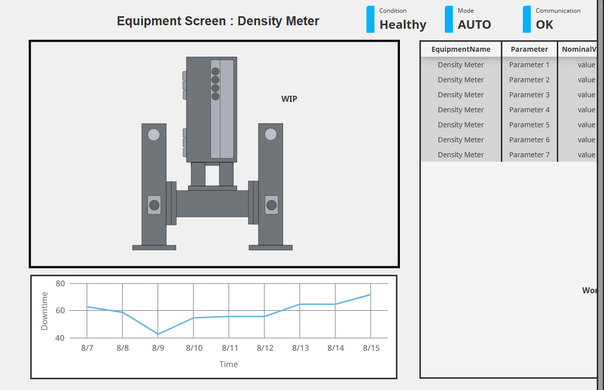 Equipment Screen : Density Meter
Condition
Healthy
Mode
AUTO
Communication
OK
WIP
EquipmentName Parameter NominalV
Density Meter Parameter 1 value
Density Meter Parameter 2 value
Density Meter Parameter 3 value
Density Meter Parameter 4 value
Density Meter Parameter 5 value
Density Meter Parameter 6 value
Density Meter Parameter 7 value
Wor
80
60
40
Downtime
8/7 8/8 8/9 8/10 8/11 8/12 8/13 8/14 8/15
Time